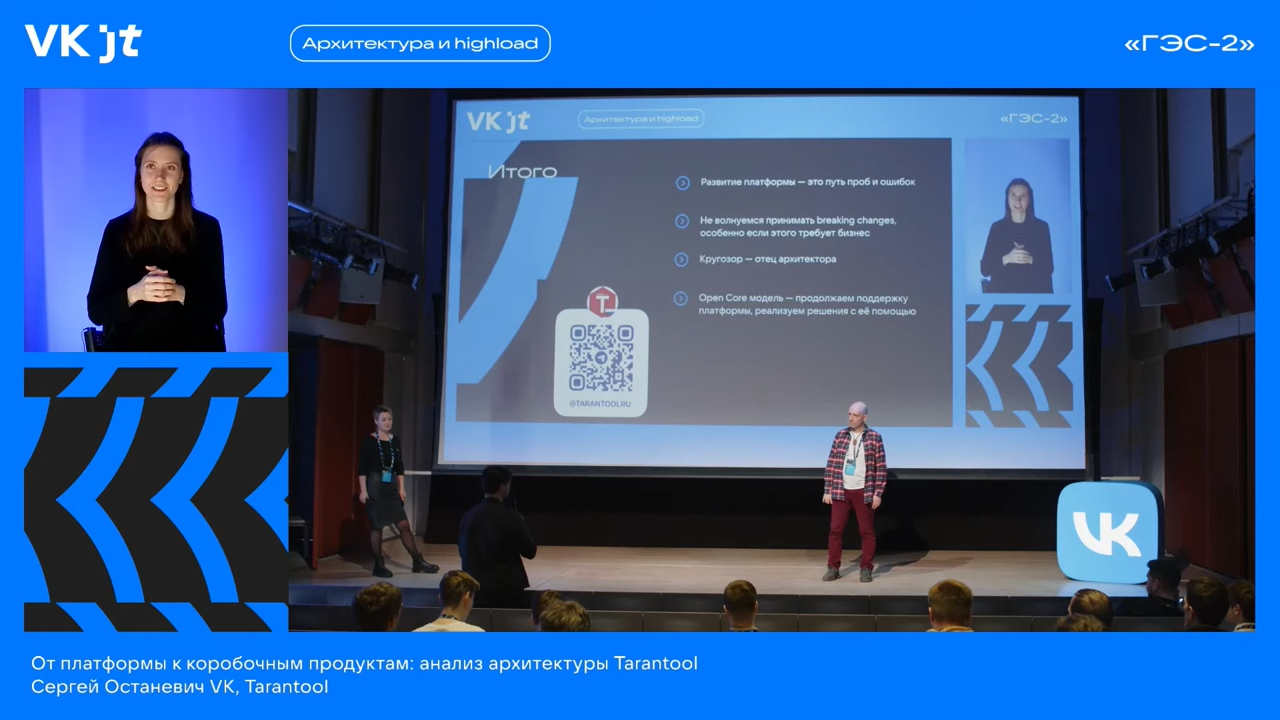 VK JT
Архитектура и highload
«ГЭС-2»
VK JT
Архитектура и highload
«ГЭС-2»
Итого
Развитие платформы — это путь проб и ошибок
Не волнуемся принимать breaking changes,
особенно если этого требует бизнес
Кругозор — отец архитектора
Open Core модель — продолжаем поддержку
платформы, реализуем решения с её помощью
T
@TARANTOOLRU
VK
От платформы к коробочным продуктам: анализ архитектуры Tarantool
Сергей Останевич VK, Tarantool